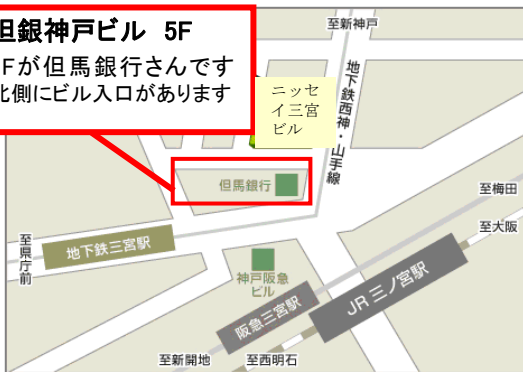 但銀神戸ビル 5F
Fが但馬銀行さんです
北側にビル入口があります
至新神戸
地下鉄西神・山手線
ニッセ
イ三宮
ビル
但馬銀行
至梅田
至大阪
至県庁前
地下鉄三宮駅
神戸阪急
ビル
JR三ノ宮駅
阪急三宮駅
至新開地
至西明石